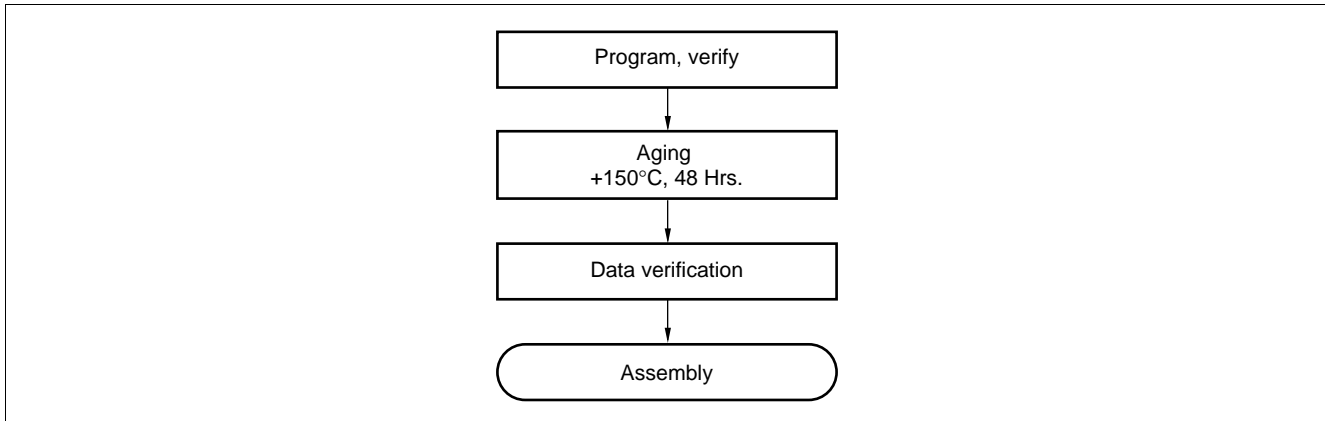 Program, verify
Aging
+150°C, 48 Hrs.
Data verification
Assembly